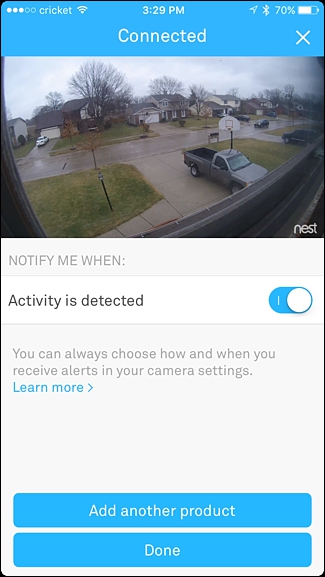 cricket 3:29 PM 70%
Connected
nest
NOTIFY ME WHEN:
Activity is detected
You can always choose how and when you
receive alerts in your camera settings.
Learn more >
Add another product
Done